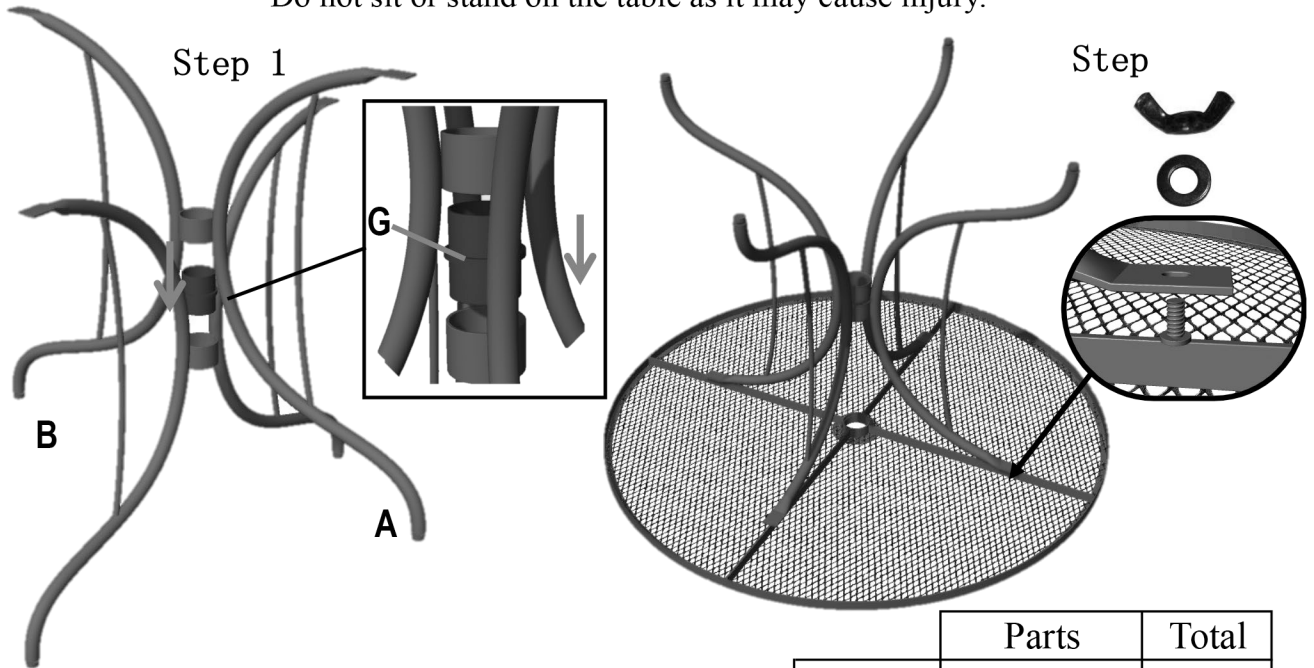 Do not sit or stand on the table as it may cause injury.
Step 1
G
B
A
Step
Parts Total